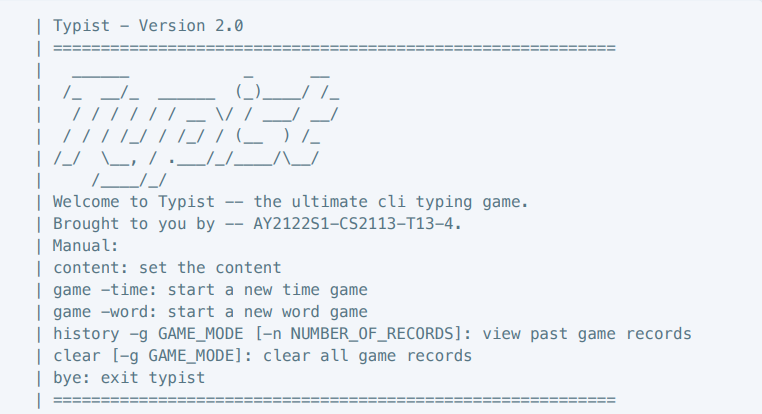 | Typist - Version 2.0
| ===========================================================
|   ______            _      __
|  /_  __/_  ______  (_)____/ /_
|   / / / / / / __ \/ / ___/ __/
|  / / / /_/ / /_/ / (__  ) /_
| /_/  \__, / .___/_/____/\__/
|     /____/_/
| Welcome to Typist -- the ultimate cli typing game.
| Brought to you by -- AY2122S1-CS2113-T13-4.
| Manual:
| content: set the content
| game -time: start a new time game
| game -word: start a new word game
| history -g GAME_MODE [-n NUMBER_OF_RECORDS]: view past game records
| clear [-g GAME_MODE]: clear all game records
| bye: exit typist
| ===========================================================